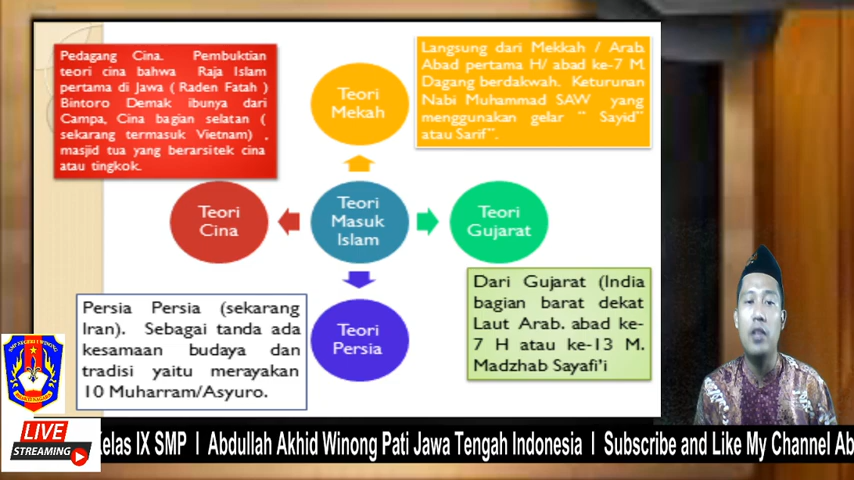 Pedagang Cina. Pembuktian
teori cina bahwa Raja Islam
pertama di Jawa ( Raden Fatah )
Bintoro Demak ibunya dari
Campa, Cina bagian selatan (
sekarang termasuk Vietnam) ,
masjid tua yang berarsitek cina
atau tingkok.
Teori
Mekah
Langsung dari Mekkah / Arab.
Abad pertama H/ abad ke-7 M.
Dagang berdakwah. Keturunan
Nabi Muhammad SAW yang
menggunakan gelar " Sayid"
atau Sarif".
Teori
Cina
Teori
Masuk
Islam
Teori
Gujarat
Persia Persia (sekarang
Iran). Sebagai tanda ada
kesamaan budaya dan
tradisi yaitu merayakan
10 Muharram/Asyuro.
Teori
Persia
Dari Gujarat (India
bagian barat dekat
Laut Arab. abad ke-
7 H atau ke-13 M.
Madzhab Sayafi'i
SMP NEGERI 1 WINONG
LIVE
STREAMING
Kelas IX SMP I Abdullah Akhid Winong Pati Jawa Tengah Indonesia I Subscribe and Like My Channel Ab